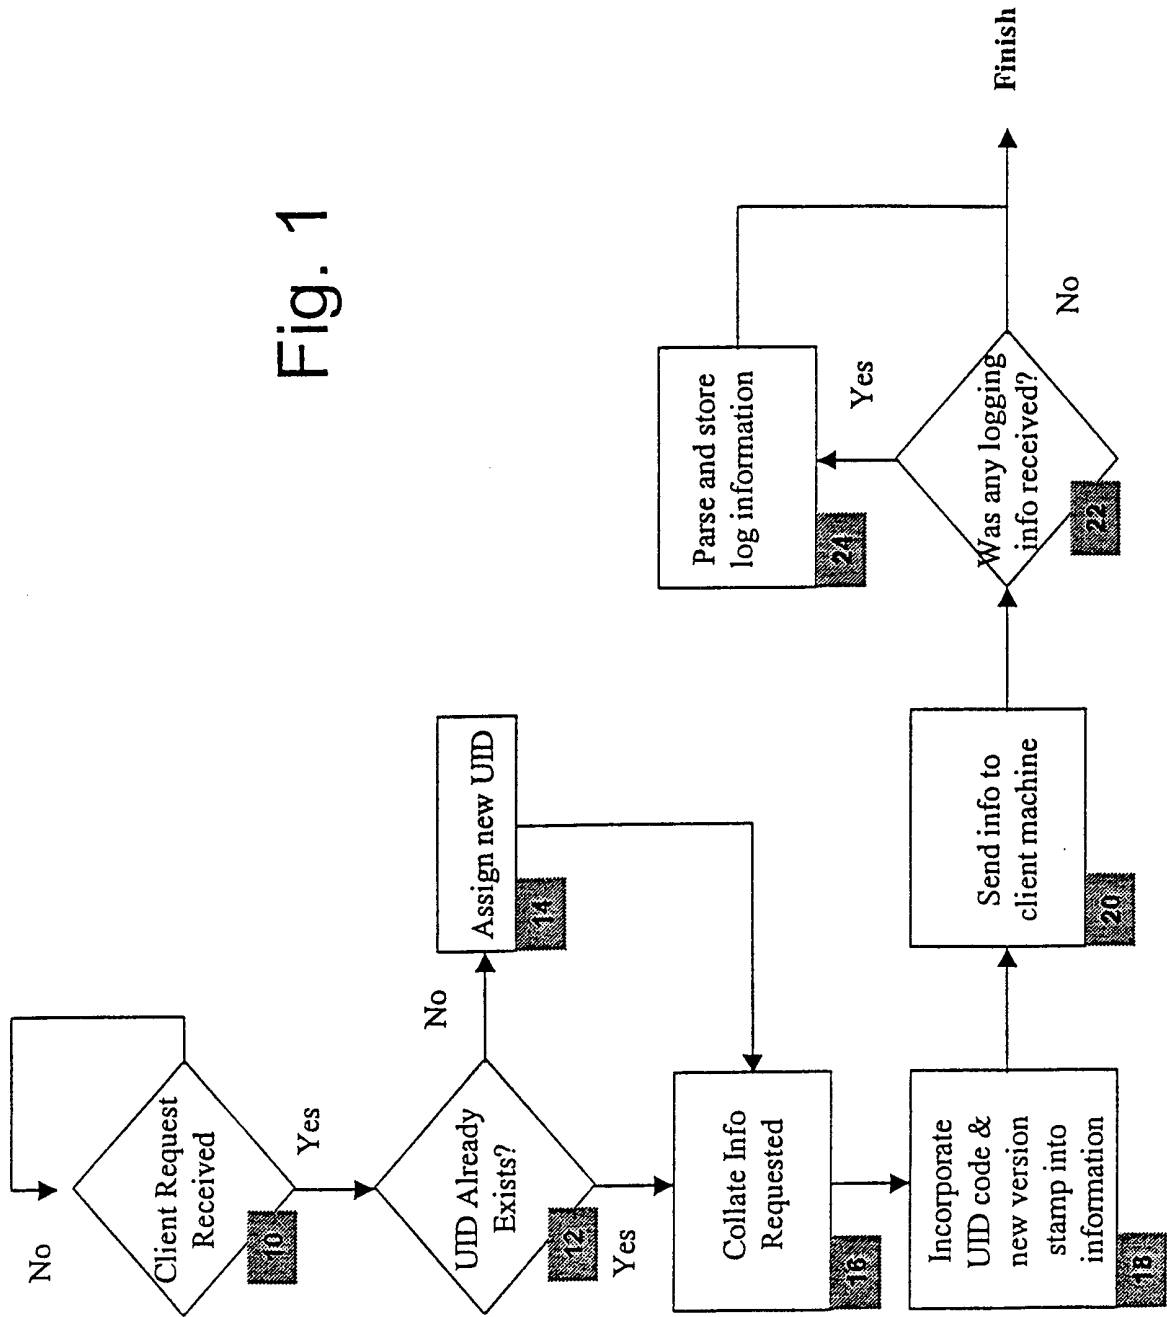 Fig. 1
No
Client Request
Received
10
Yes
UID Already
Exists?
12
No
Assign new UID
14
Yes
Collate Info
Requested
16
Incorporate
UID code &
new version
stamp into
information
18
Send info to
client machine
20
Was any logging
info received?
22
Yes
Parse and store
log information
24
No
Finish